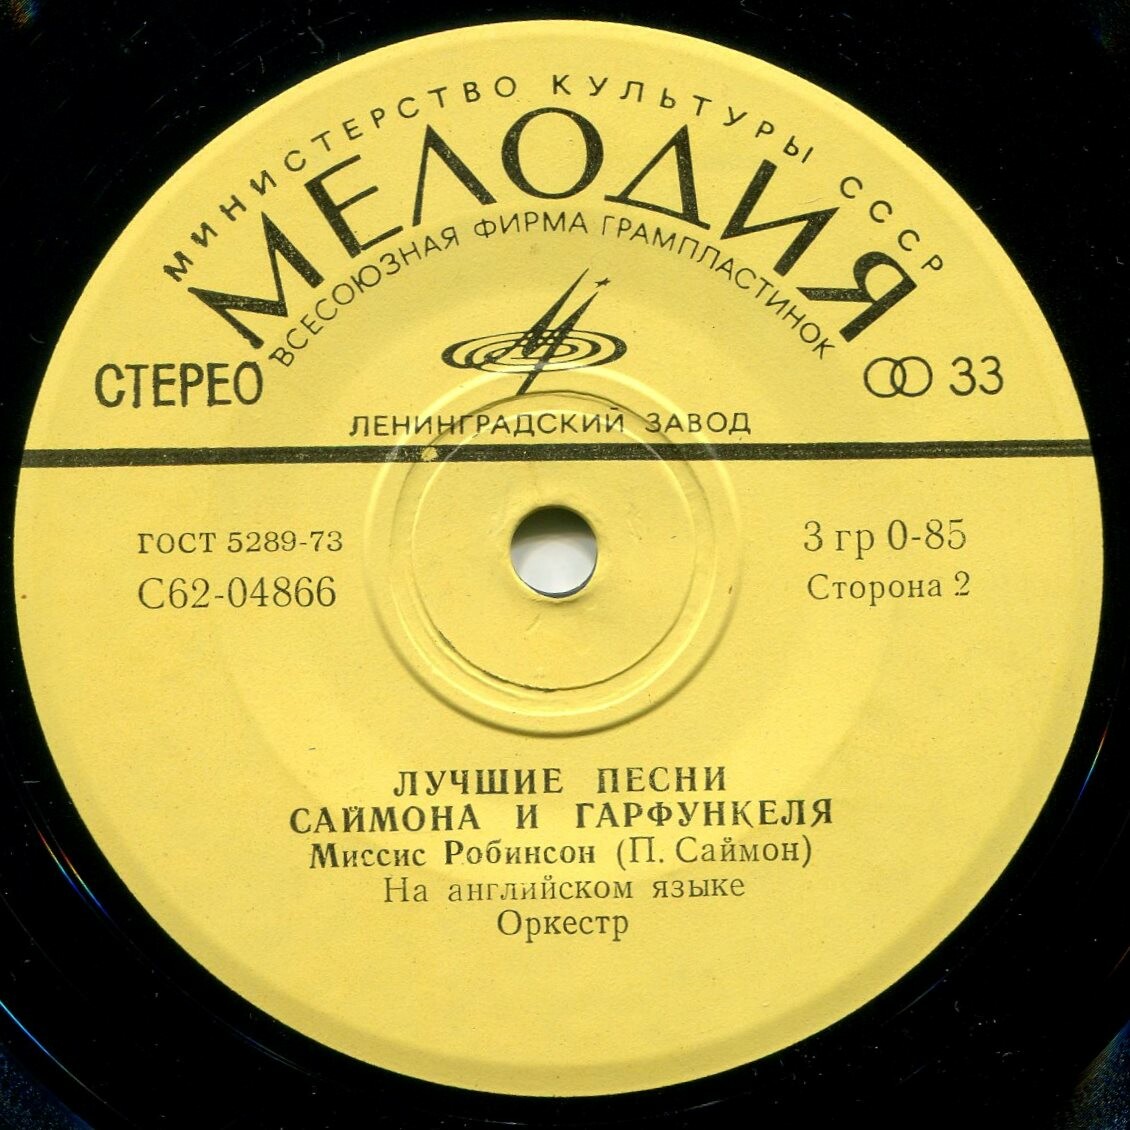 МИНИСТЕРСТВО КУЛЬТУРЫ СССР
МЕЛОДИЯ
ВСЕСОЮЗНАЯ ФИРМА ГРАМПЛАСТИНОК
СТЕРЕО
33
ЛЕНИНГРАДСКИЙ ЗАВОД
ГОСТ 5289-73
3 гр 0-85
С62-04866
Сторона 2
ЛУЧШИЕ ПЕСНИ
САЙМОНА И ГАРФУНКЕЛЯ
Миссис Робинсон (П. Саймон)
На английском языке
Оркестр